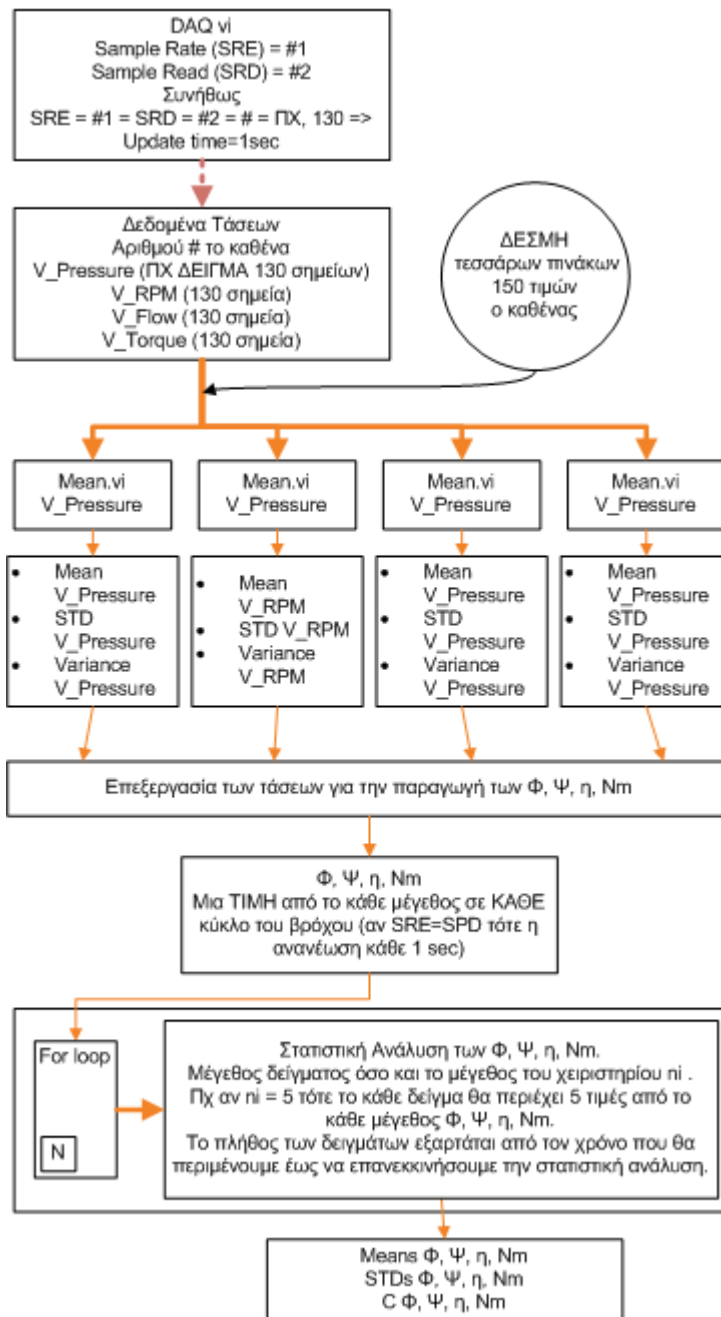 DAQ vi
Sample Rate (SRE) = #1
Sample Read (SRD) = #2
Συνήθως
SRE = #1 = SRD = #2 = # = ΠΧ, 130 =>
Update time=1sec
Δεδομένα Τάσεων
Αριθμού # το καθένα
V_Pressure (ΠΧ ΔΕΙΓΜΑ 130 σημείων)
V_RPM (130 σημεία)
V_Flow (130 σημεία)
V_Torque (130 σημεία)
ΔΕΣΜΗ
τεσσάρων πινάκων
150 τιμών
ο καθένας
Mean.vi
V_Pressure
Mean.vi
V_Pressure
Mean.vi
V_Pressure
Mean.vi
V_Pressure
• Mean
V_Pressure
• STD
V_Pressure
• Variance
V_Pressure
• Mean
V_RPM
• STD V_RPM
• Variance
V_RPM
• Mean
V_Pressure
• STD
V_Pressure
• Variance
V_Pressure
• Mean
V_Pressure
• STD
V_Pressure
• Variance
V_Pressure
Επεξεργασία των τάσεων για την παραγωγή των Φ, Ψ, η, Nm
Φ, Ψ, η, Nm
Μια ΤΙΜΗ από το κάθε μέγεθος σε ΚΑΘΕ
κύκλο του βρόχου (αν SRE=SPD τότε η
ανανέωση κάθε 1 sec)
For loop
N
Στατιστική Ανάλυση των Φ, Ψ, η, Nm.
Μέγεθος δείγματος όσο και το μέγεθος του χειριστηρίου ni .
Πχ αν ni = 5 τότε το κάθε δείγμα θα περιέχει 5 τιμές από το
κάθε μέγεθος Φ, Ψ, η, Nm.
Το πλήθος των δειγμάτων εξαρτάται από τον χρόνο που θα
περιμένουμε έως να επανεκκινήσουμε την στατιστική ανάλυση.
Means Φ, Ψ, η, Nm
STDs Φ, Ψ, η, Nm
C Φ, Ψ, η, Nm